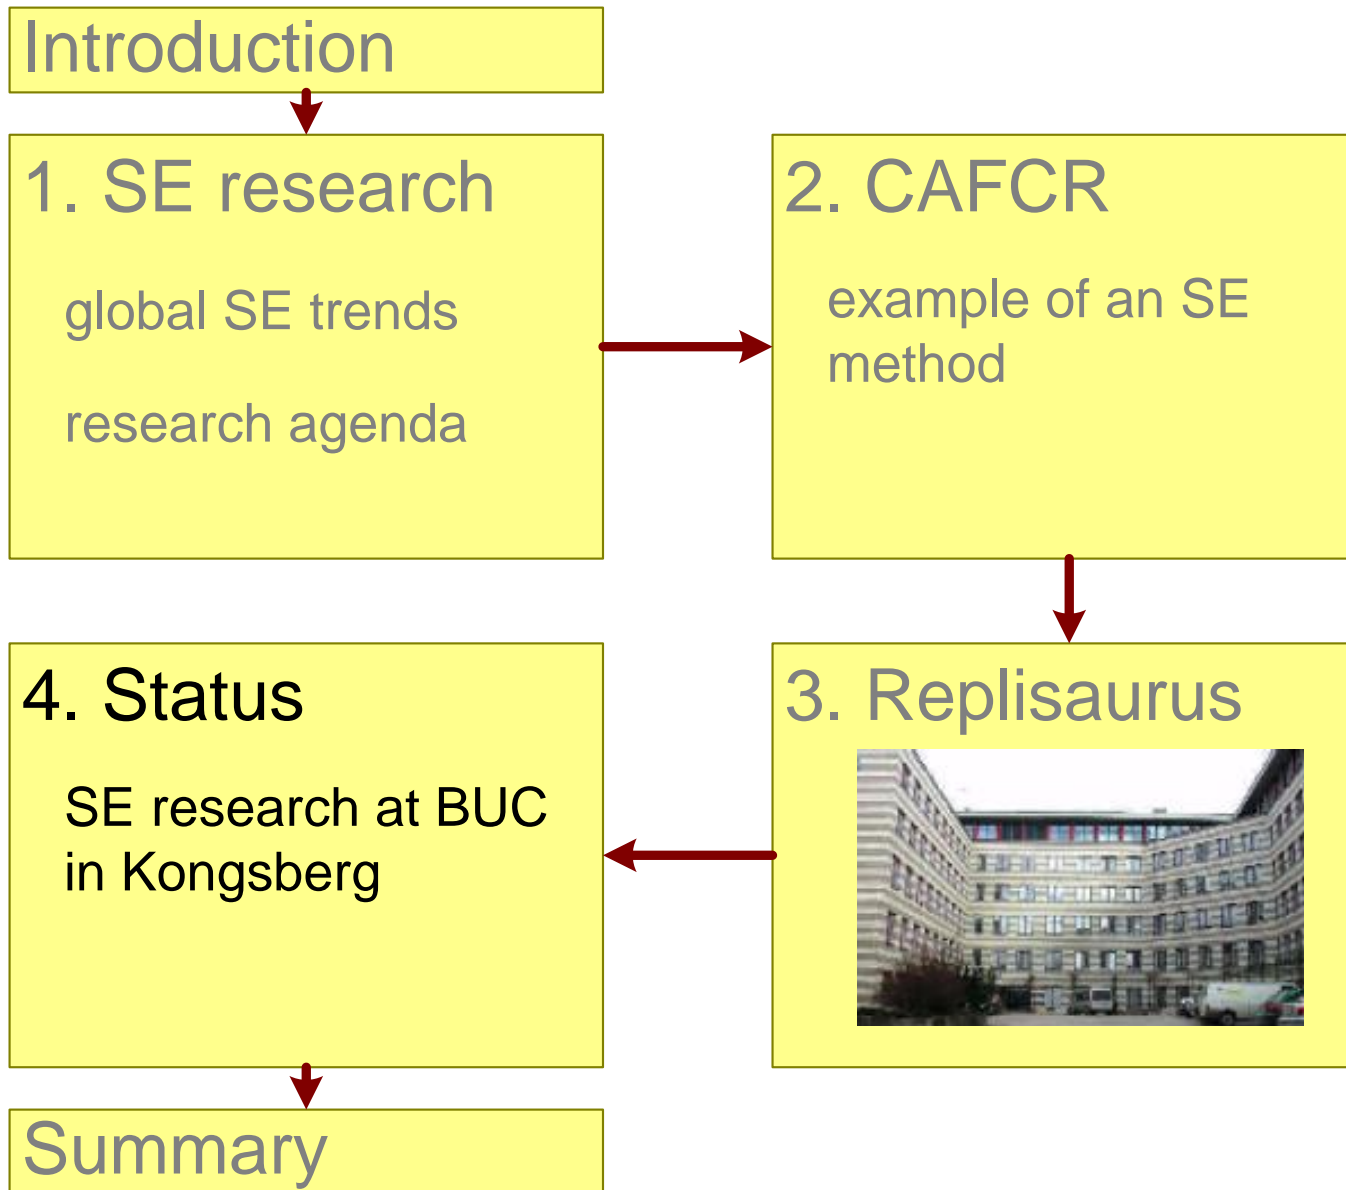 Introduction
1. SE research
global SE trends
research agenda
2. CAFCR
example of an SE
method
3. Replisaurus
4. Status
SE research at BUC
in Kongsberg
Summary